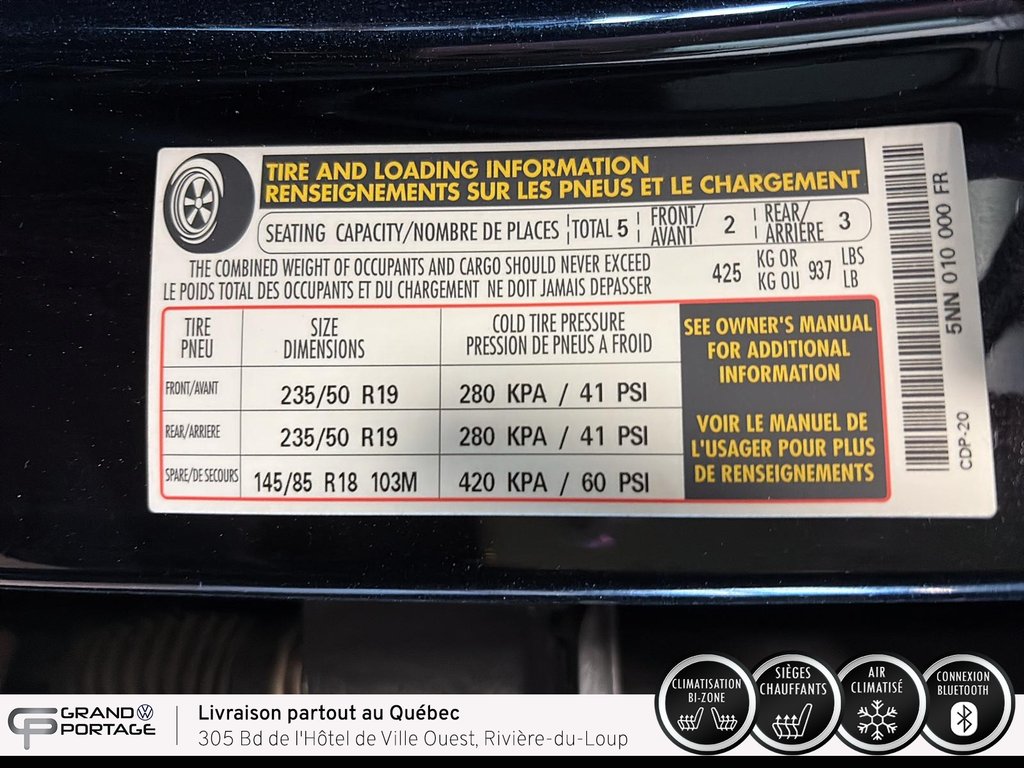 TIRE AND LOADING INFORMATION
RENSEIGNEMENTS SUR LES PNEUS ET LE CHARGEMENT
SEATING CAPACITY/NOMBRE DE PLACES TOTAL 5 FRONT/AVANT 2 REAR/ARRIÈRE 3
THE COMBINED WEIGHT OF OCCUPANTS AND CARGO SHOULD NEVER EXCEED
LE POIDS TOTAL DES OCCUPANTS ET DU CHARGEMENT NE DOIT JAMAIS DEPASSER
425 KG OR 937 LBS
KG OU LB
TIRE SIZE COLD TIRE PRESSURE
PNEU DIMENSIONS PRESSION DE PNEUS A FROID
FRONT/AVANT 235/50 R19 280 KPA / 41 PSI
REAR/ARRIERE 235/50 R19 280 KPA / 41 PSI
SPARE/DE SECOURS 145/85 R18 103M 420 KPA / 60 PSI
SEE OWNER'S MANUAL
FOR ADDITIONAL
INFORMATION
VOIR LE MANUEL DE
L'USAGER POUR PLUS
DE RENSEIGNEMENTS
5NN 010 000 FR
CDP-20
GRAND
PORTAGE
Livraison partout au Québec
305 Bd de l'Hôtel de Ville Ouest, Rivière-du-Loup
CLIMATISATION
BI-ZONE
SIÈGES
CHAUFFANTS
AIR
CLIMATISÉ
CONNEXION
BLUETOOTH